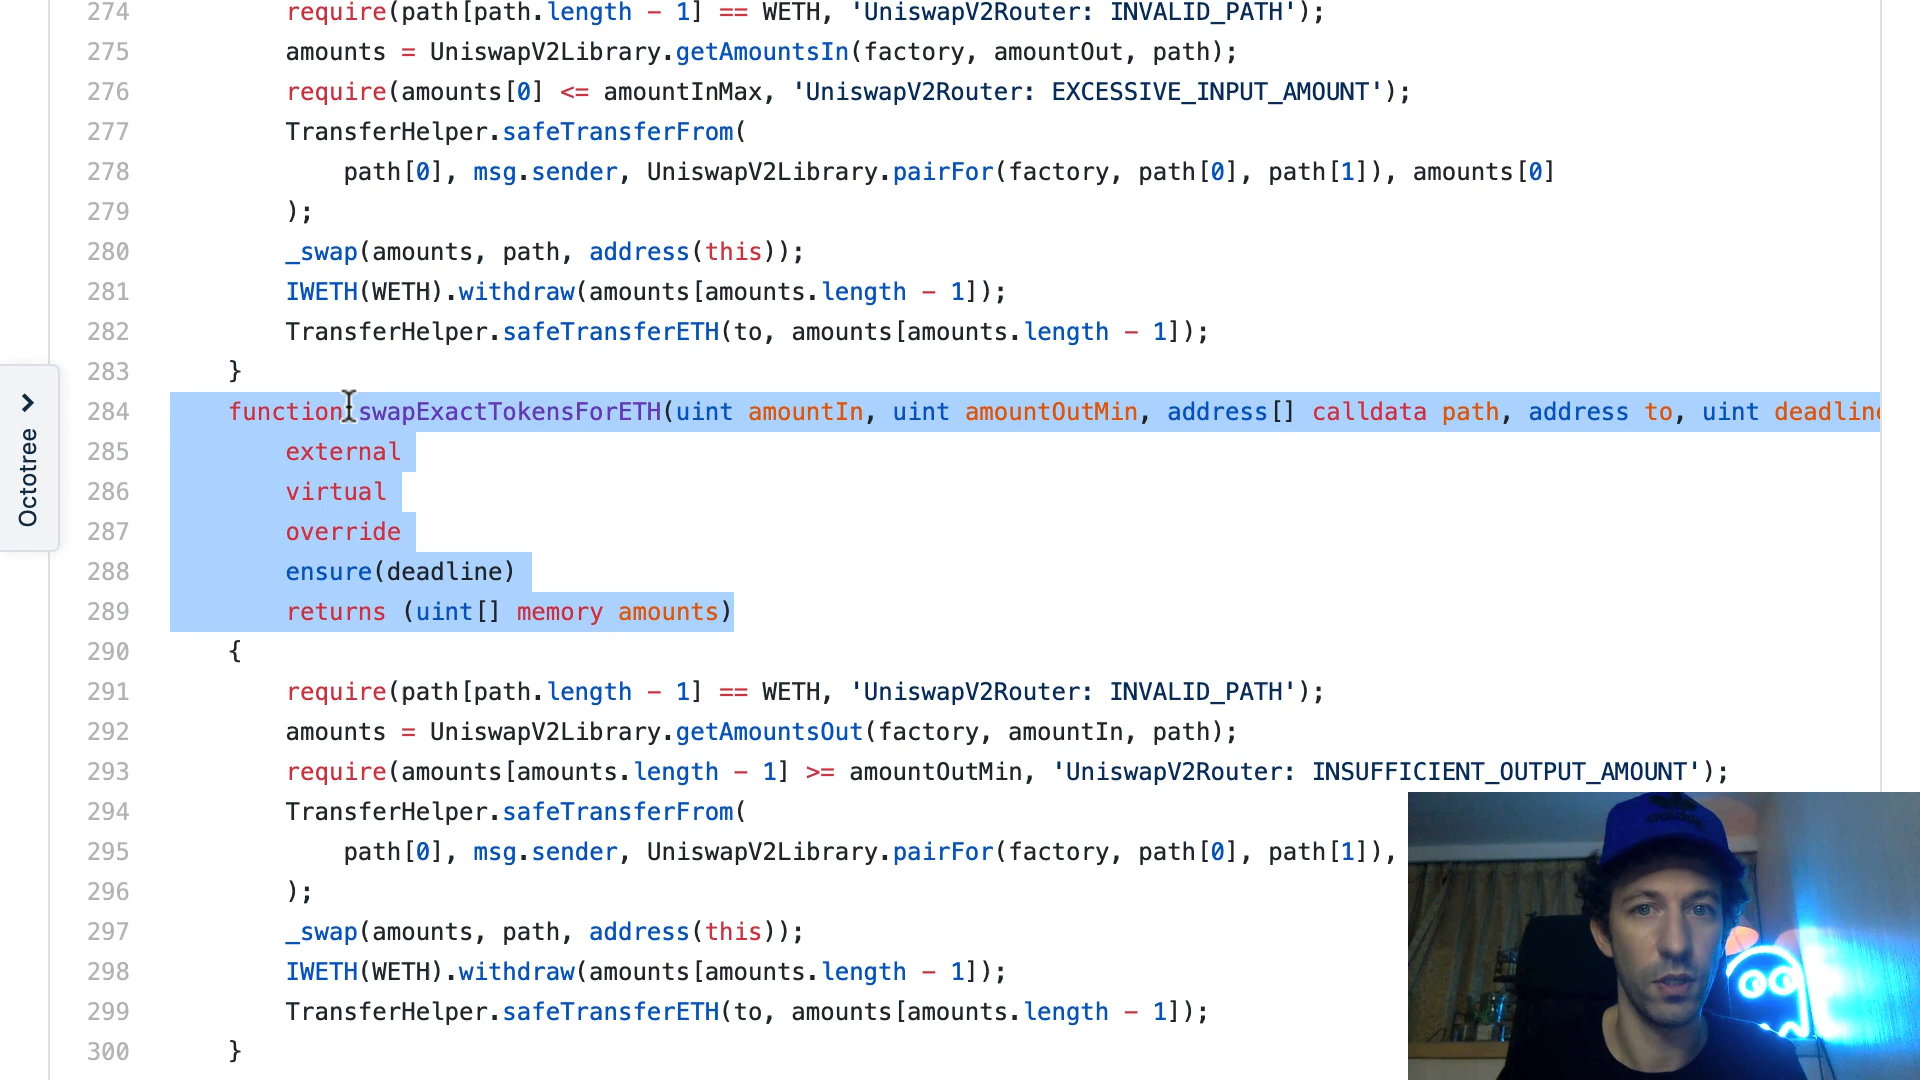 274 require(path[path.length - 1] == WETH, 'UniswapV2Router: INVALID_PATH');
275 amounts = UniswapV2Library.getAmountsIn(factory, amountOut, path);
276 require(amounts[0] <= amountInMax, 'UniswapV2Router: EXCESSIVE_INPUT_AMOUNT');
277 TransferHelper.safeTransferFrom(
278 path[0], msg.sender, UniswapV2Library.pairFor(factory, path[0], path[1]), amounts[0]
279 );
280 _swap(amounts, path, address(this));
281 IWETH(WETH).withdraw(amounts[amounts.length - 1]);
282 TransferHelper.safeTransferETH(to, amounts[amounts.length - 1]);
283 }
284 function swapExactTokensForETH(uint amountIn, uint amountOutMin, address[] calldata path, address to, uint deadline
285 external
286 virtual
287 override
288 ensure(deadline)
289 returns (uint[] memory amounts)
290 {
291 require(path[path.length - 1] == WETH, 'UniswapV2Router: INVALID_PATH');
292 amounts = UniswapV2Library.getAmountsOut(factory, amountIn, path);
293 require(amounts[amounts.length - 1] >= amountOutMin, 'UniswapV2Router: INSUFFICIENT_OUTPUT_AMOUNT');
294 TransferHelper.safeTransferFrom(
295 path[0], msg.sender, UniswapV2Library.pairFor(factory, path[0], path[1]),
296 );
297 _swap(amounts, path, address(this));
298 IWETH(WETH).withdraw(amounts[amounts.length - 1]);
299 TransferHelper.safeTransferETH(to, amounts[amounts.length - 1]);
300 }
Octotree